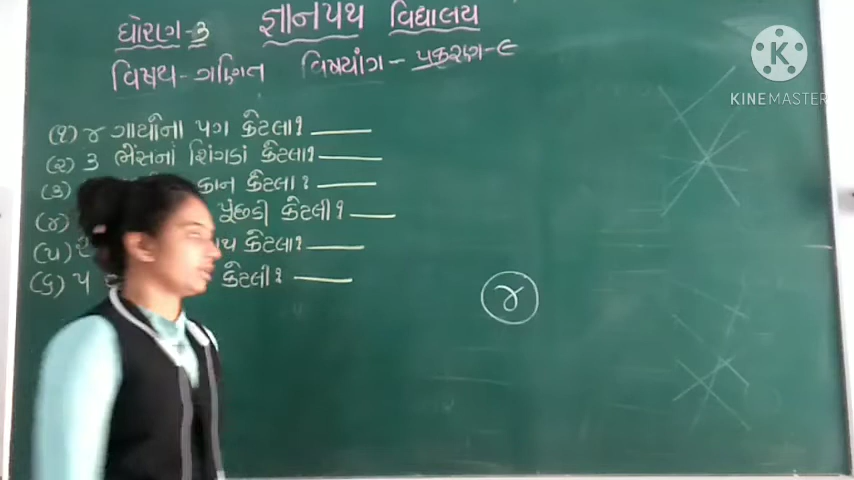 ધોરણ-૩ જ્ઞાનપથ વિદ્યાલય
વિષય-ગણિત વિષયાંગ-પ્રકરણ-૯
(૧) ૪ ગાયોના પગ કેટલા?
(૨) ૩ ભેંસનાં શિંગડાં કેટલા?
(૩) કાન કેટલા?
(૪) પૂંછડી કેટલી?
(૫) કેટલા?
(૬) ૫ કેટલી?
૪
K
KINEMASTER